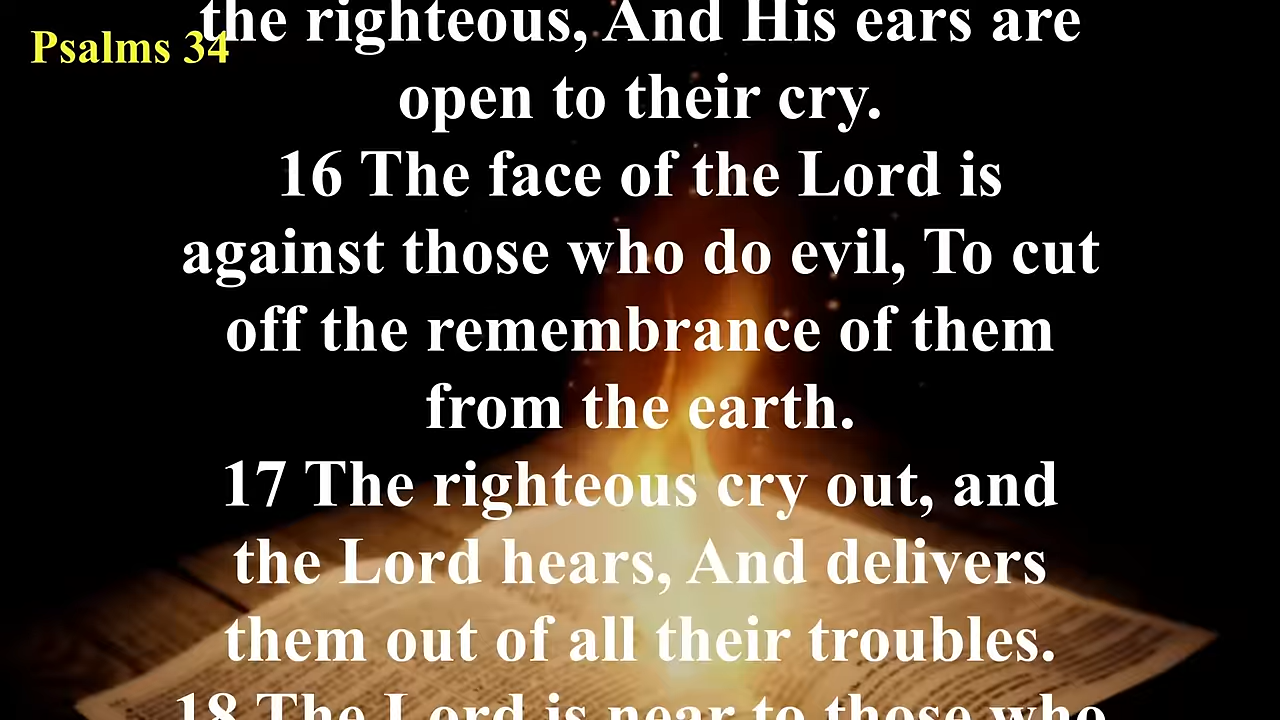 the righteous, And His ears are
Psalms 34
open to their cry.
16 The face of the Lord is
against those who do evil, To cut
off the remembrance of them
from the earth.
17 The righteous cry out, and
the Lord hears, And delivers
them out of all their troubles.
18 The Lord is near to those who